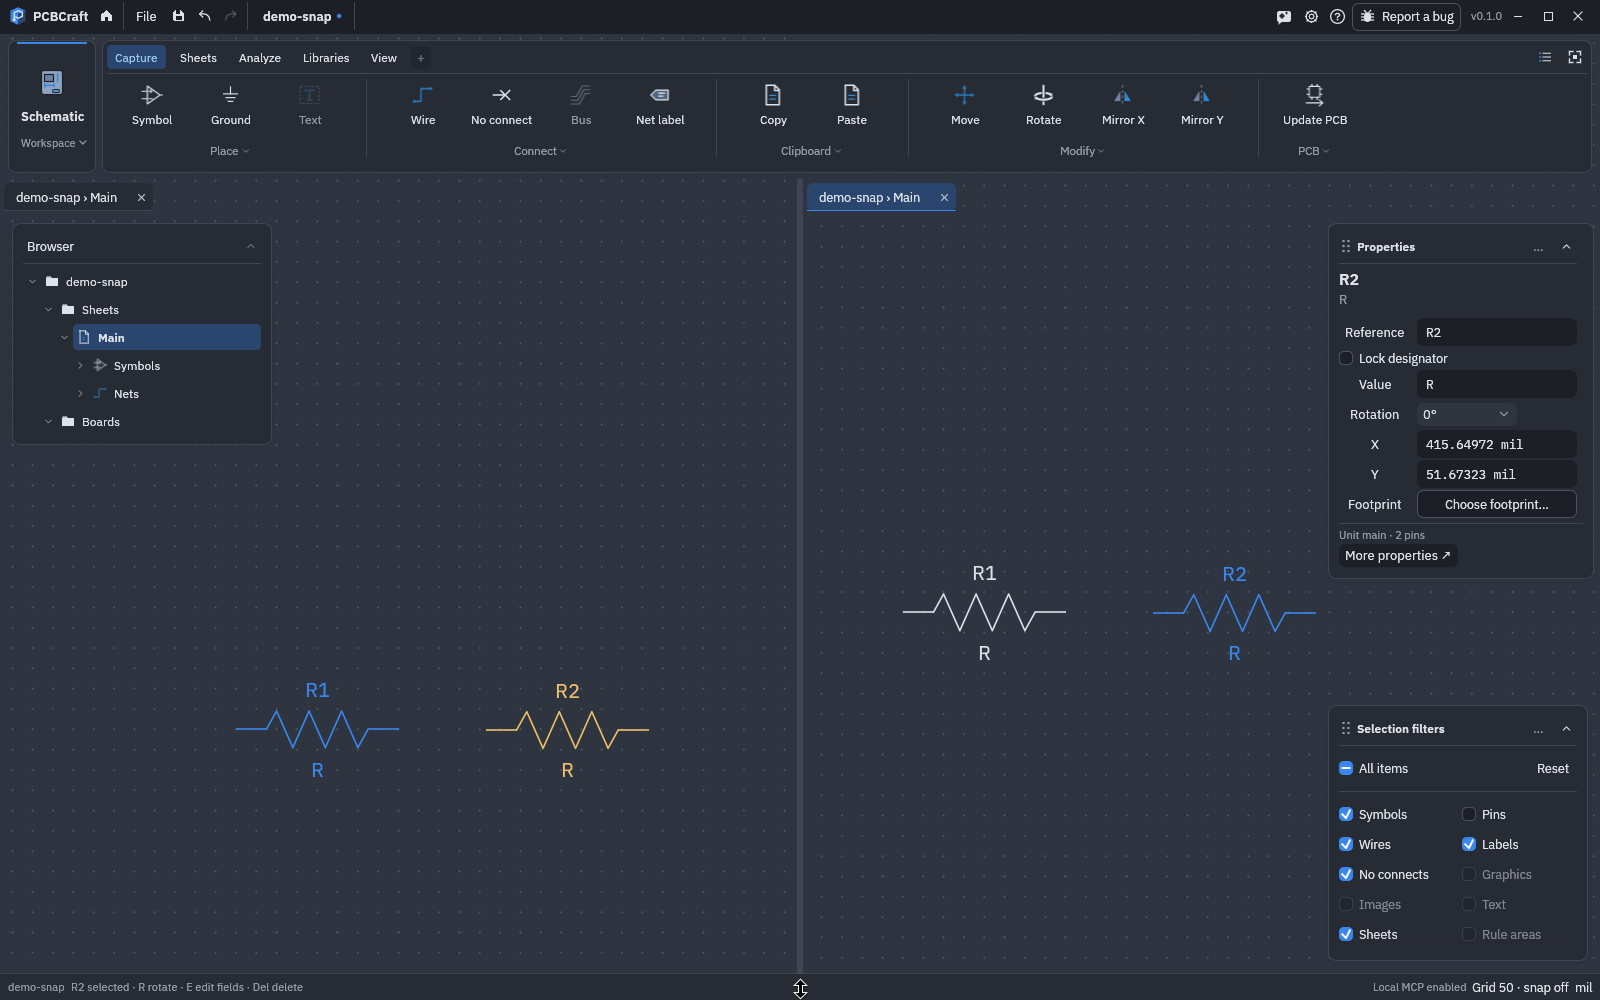 PCBCraft File demo-snap Report a bug v0.1.0
Capture Sheets Analyze Libraries View +
Schematic
Workspace
Symbol Ground Text Wire No connect Bus Net label Copy Paste Move Rotate Mirror X Mirror Y Update PCB
Place Connect Clipboard Modify PCB
demo-snap › Main
demo-snap › Main
Browser
demo-snap
Sheets
Main
Symbols
Nets
Boards
R1
R
R2
R
R1
R
R2
R
Properties ...
R2
R
Reference R2
Lock designator
Value R
Rotation 0°
X 415.64972 mil
Y 51.67323 mil
Footprint Choose footprint...
Unit main · 2 pins
More properties ↗
Selection filters ...
All items Reset
Symbols Pins
Wires Labels
No connects Graphics
Images Text
Sheets Rule areas
demo-snap R2 selected · R rotate · E edit fields · Del delete Local MCP enabled Grid 50 · snap off mil